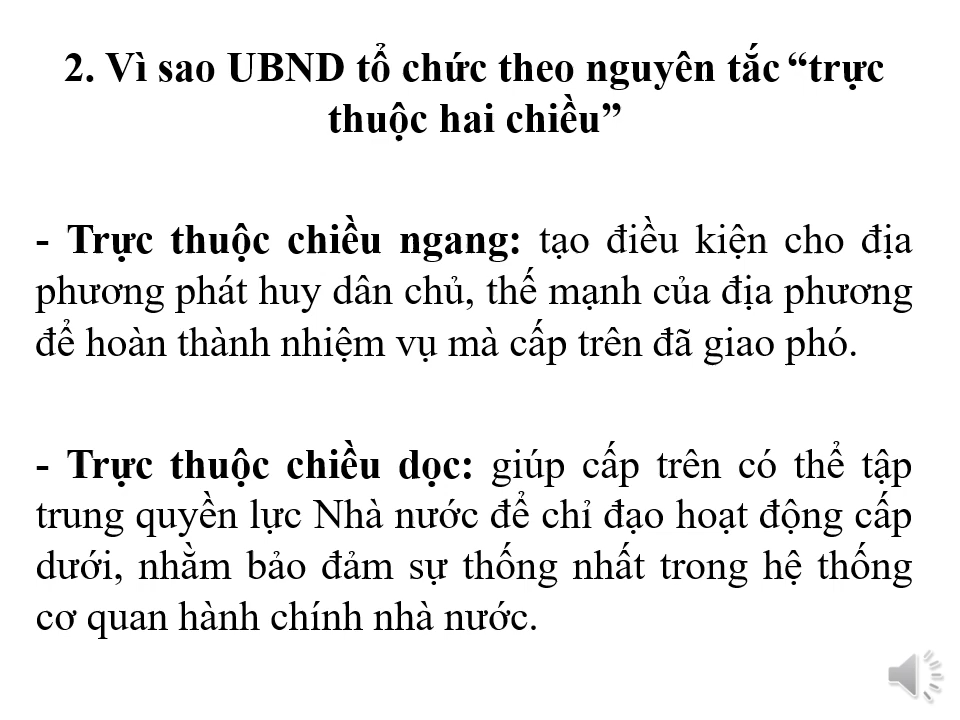 2. Vì sao UBND tổ chức theo nguyên tắc “trực
thuộc hai chiều”
- Trực thuộc chiều ngang: tạo điều kiện cho địa
phương phát huy dân chủ, thế mạnh của địa phương
để hoàn thành nhiệm vụ mà cấp trên đã giao phó.
- Trực thuộc chiều dọc: giúp cấp trên có thể tập
trung quyền lực Nhà nước để chỉ đạo hoạt động cấp
dưới, nhằm bảo đảm sự thống nhất trong hệ thống
cơ quan hành chính nhà nước.